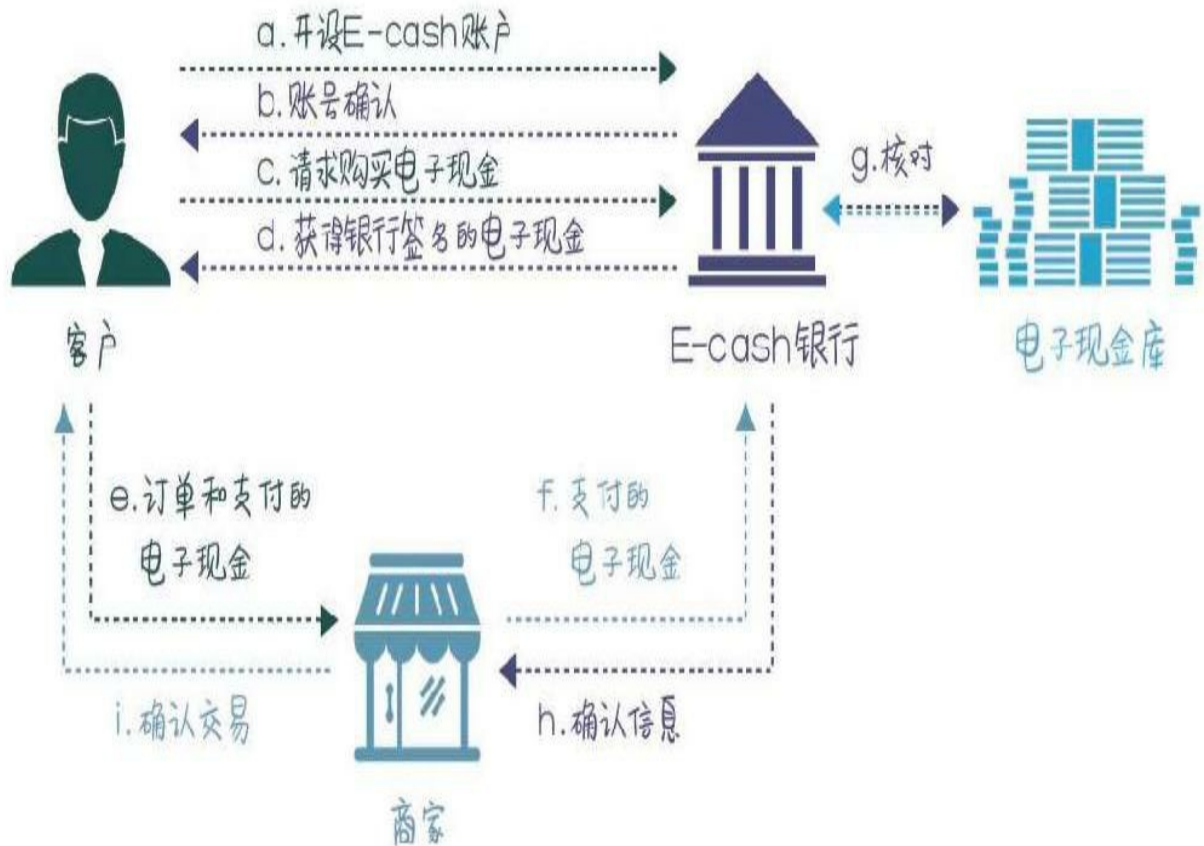 a.开设E-cash账户
b.账号确认
c.请求购买电子现金
d.获得银行签名的电子现金
g.核对
客户
E-cash银行
电子现金库
e.订单和支付的
电子现金
f.支付的
电子现金
i.确认交易
h.确认信息
商家